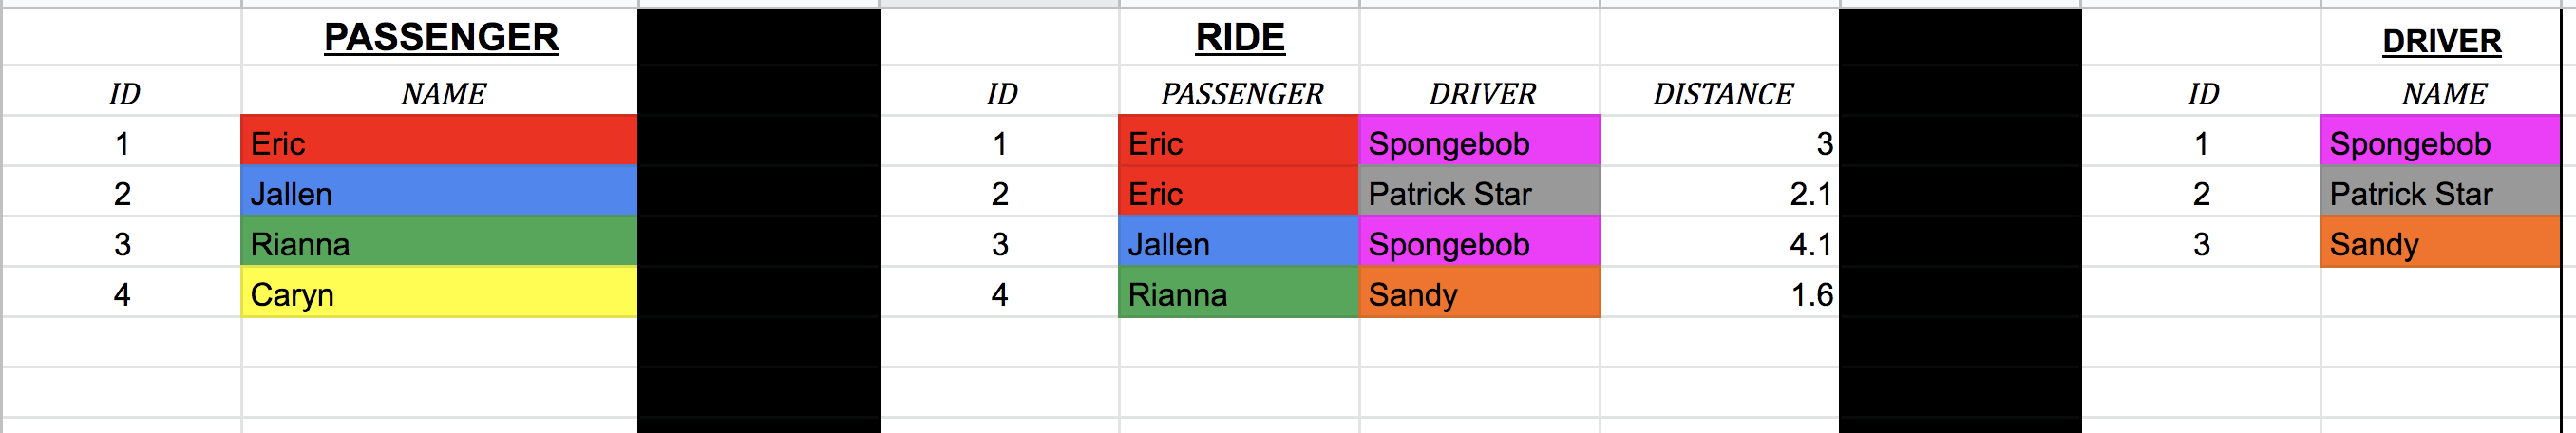 PASSENGER RIDE DRIVER
ID NAME ID PASSENGER DRIVER DISTANCE ID NAME
1 Eric 1 Eric Spongebob 3 1 Spongebob
2 Jallen 2 Eric Patrick Star 2.1 2 Patrick Star
3 Rianna 3 Jallen Spongebob 4.1 3 Sandy
4 Caryn 4 Rianna Sandy 1.6